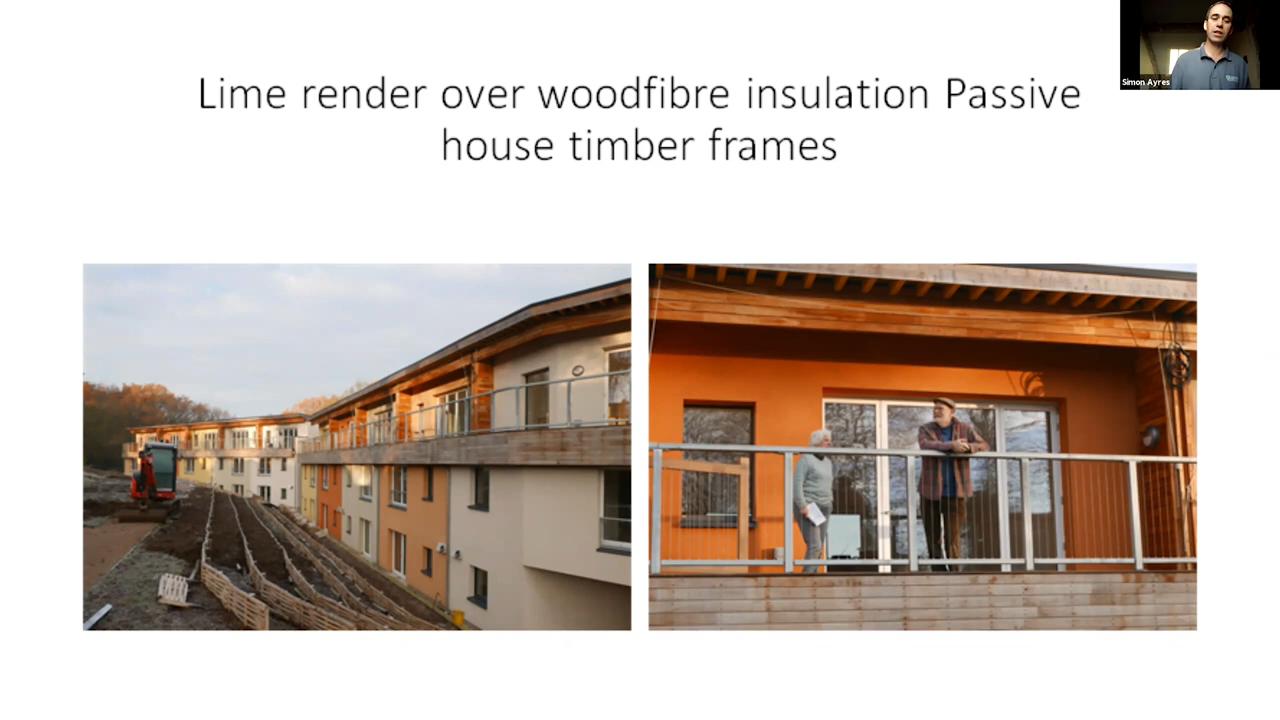 Lime render over woodfibre insulation Passive
house timber frames
Simon Ayres